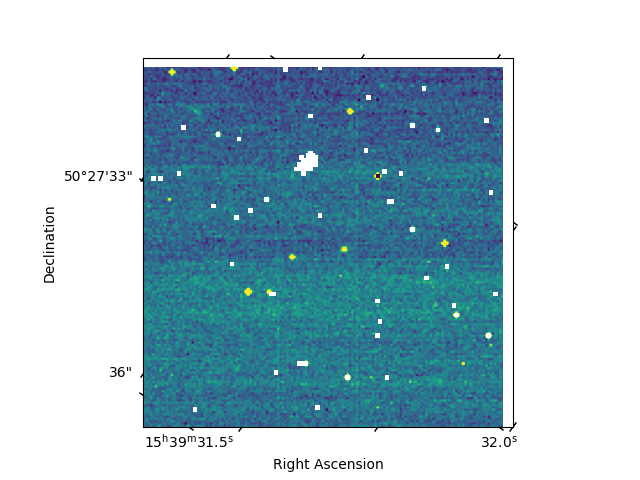 50°27'33"
Declination
36"
15ʰ39ᵐ31.5ˢ
32.0ˢ
Right Ascension